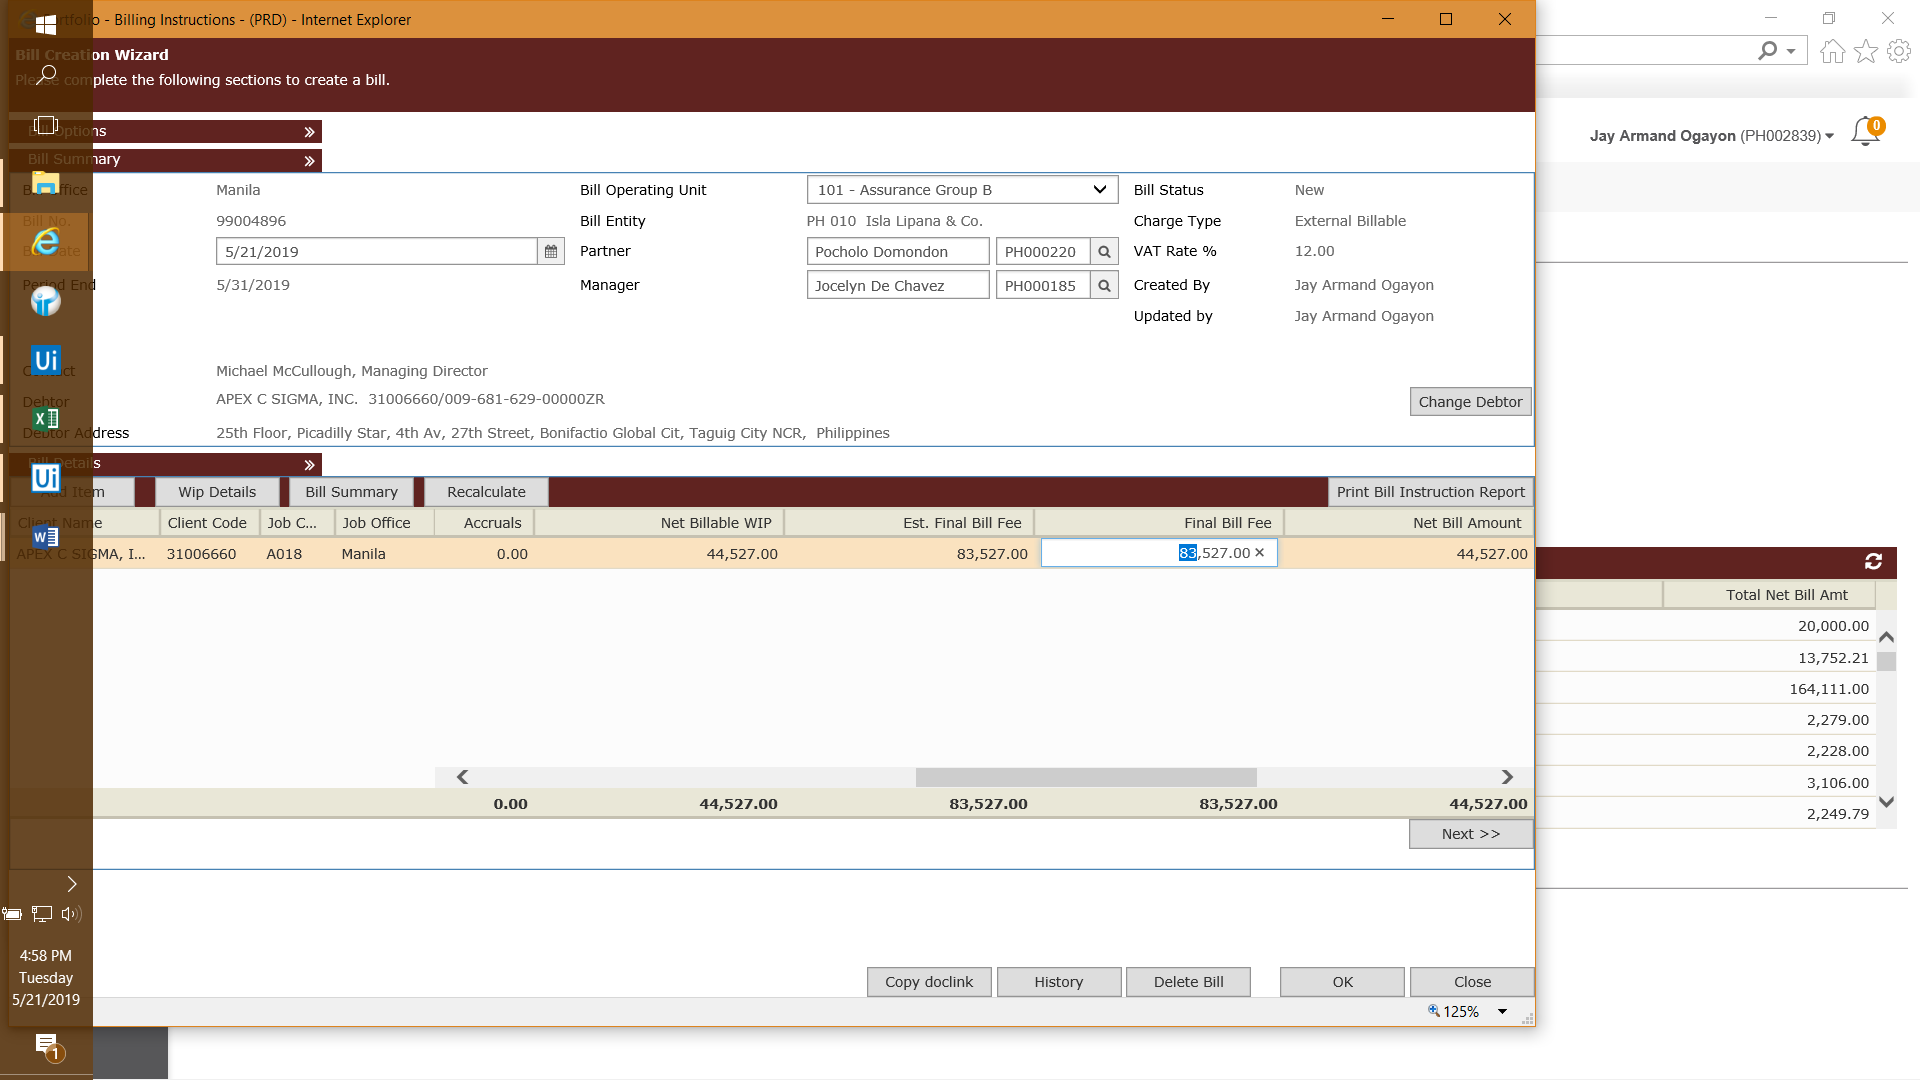 Portfolio - Billing Instructions - (PRD) - Internet Explorer
Bill Creation Wizard
Please complete the following sections to create a bill.
Jay Armand Ogayon (PH002839)
0
Bill Options
Bill Summary
Bill Office Manila Bill Operating Unit 101 - Assurance Group B Bill Status New
Bill No. 99004896 Bill Entity PH 010 Isla Lipana & Co. Charge Type External Billable
Bill Date 5/21/2019 Partner Pocholo Domondon PH000220 VAT Rate % 12.00
Period End 5/31/2019 Manager Jocelyn De Chavez PH000185 Created By Jay Armand Ogayon
Updated by Jay Armand Ogayon
Contact Michael McCullough, Managing Director
Debtor APEX C SIGMA, INC. 31006660/009-681-629-00000ZR Change Debtor
Debtor Address 25th Floor, Picadilly Star, 4th Av, 27th Street, Bonifactio Global Cit, Taguig City NCR, Philippines
Bill Details
Add Item Wip Details Bill Summary Recalculate Print Bill Instruction Report
Client Name Client Code Job C... Job Office Accruals Net Billable WIP Est. Final Bill Fee Final Bill Fee Net Bill Amount
APEX C SIGMA, I... 31006660 A018 Manila 0.00 44,527.00 83,527.00 83,527.00 44,527.00
0.00 44,527.00 83,527.00 83,527.00 44,527.00
Next >>
Total Net Bill Amt
20,000.00
13,752.21
164,111.00
2,279.00
2,228.00
3,106.00
2,249.79
Copy doclink History Delete Bill OK Close
125%
Ui
Ui
4:58 PM
Tuesday
5/21/2019
1